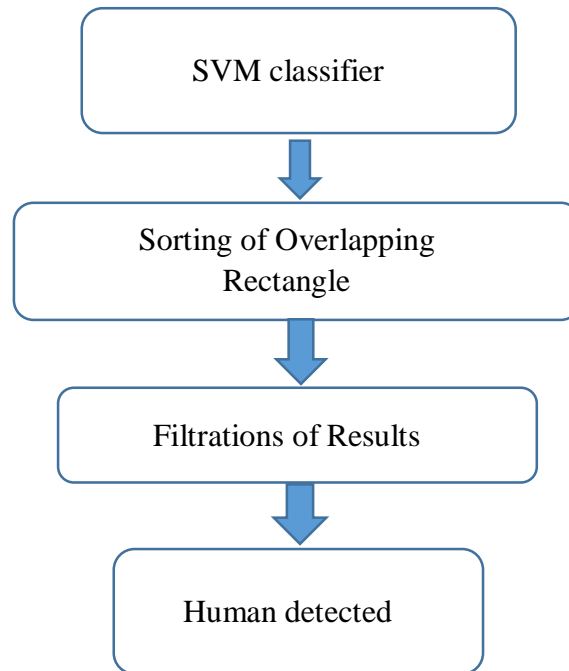 SVM classifier
Sorting of Overlapping
Rectangle
Filtrations of Results
Human detected